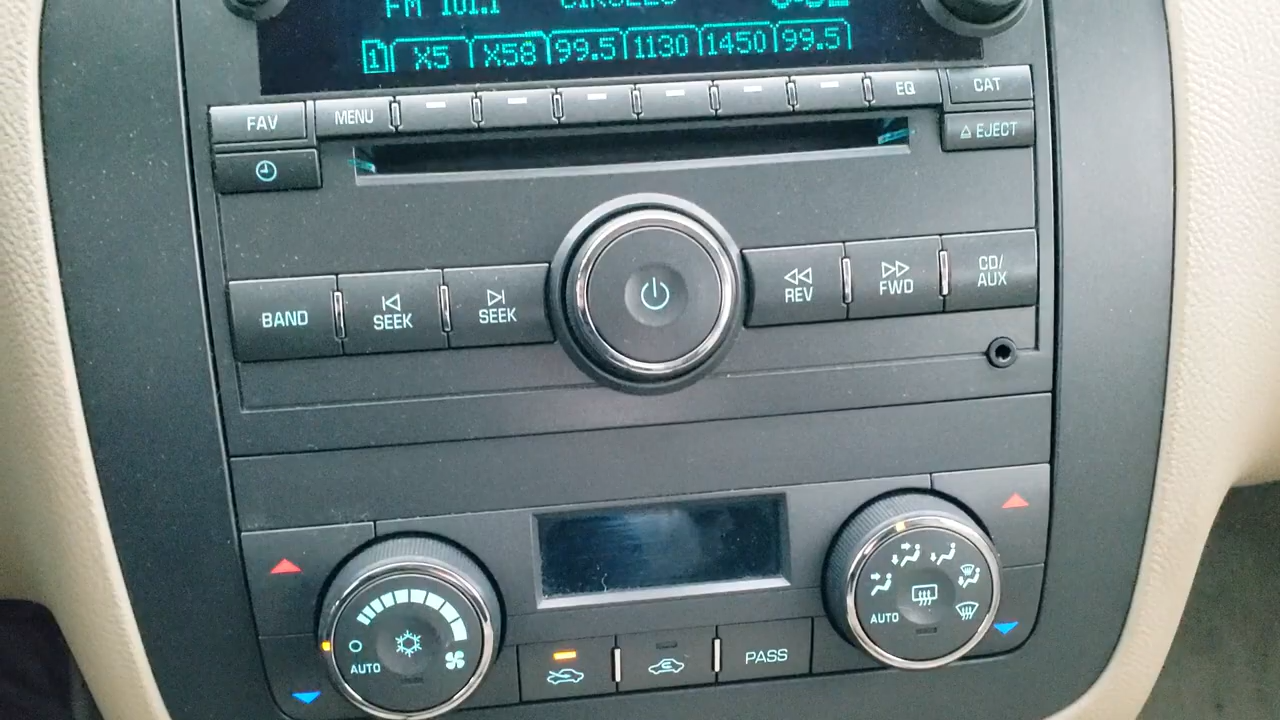 FM 101.1 CIRCLES
1 X5 X58 99.5 1130 1450 99.5
FAV MENU EQ CAT
EJECT
BAND SEEK SEEK REV FWD CD/
AUX
AUTO
AUTO
PASS